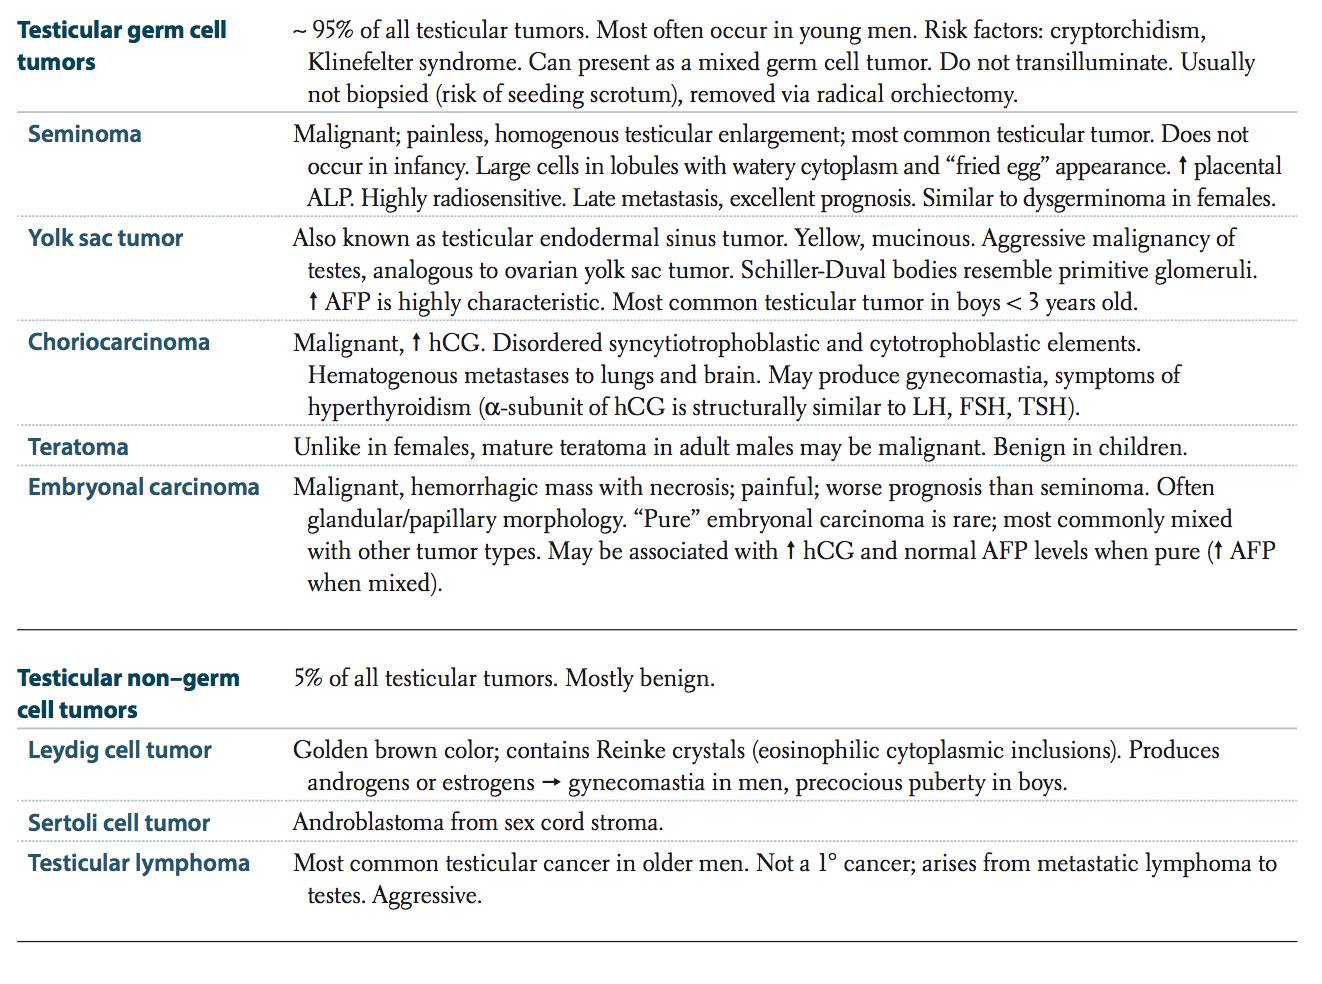 Testicular germ cell tumors
~ 95% of all testicular tumors. Most often occur in young men. Risk factors: cryptorchidism,
Klinefelter syndrome. Can present as a mixed germ cell tumor. Do not transilluminate. Usually
not biopsied (risk of seeding scrotum), removed via radical orchiectomy.
Seminoma
Malignant; painless, homogenous testicular enlargement; most common testicular tumor. Does not
occur in infancy. Large cells in lobules with watery cytoplasm and “fried egg” appearance. ↑ placental
ALP. Highly radiosensitive. Late metastasis, excellent prognosis. Similar to dysgerminoma in females.
Yolk sac tumor
Also known as testicular endodermal sinus tumor. Yellow, mucinous. Aggressive malignancy of
testes, analogous to ovarian yolk sac tumor. Schiller-Duval bodies resemble primitive glomeruli.
↑ AFP is highly characteristic. Most common testicular tumor in boys < 3 years old.
Choriocarcinoma
Malignant, ↑ hCG. Disordered syncytiotrophoblastic and cytotrophoblastic elements.
Hematogenous metastases to lungs and brain. May produce gynecomastia, symptoms of
hyperthyroidism (α-subunit of hCG is structurally similar to LH, FSH, TSH).
Teratoma
Unlike in females, mature teratoma in adult males may be malignant. Benign in children.
Embryonal carcinoma
Malignant, hemorrhagic mass with necrosis; painful; worse prognosis than seminoma. Often
glandular/papillary morphology. “Pure” embryonal carcinoma is rare; most commonly mixed
with other tumor types. May be associated with ↑ hCG and normal AFP levels when pure (↑ AFP
when mixed).
Testicular non–germ cell tumors
5% of all testicular tumors. Mostly benign.
Leydig cell tumor
Golden brown color; contains Reinke crystals (eosinophilic cytoplasmic inclusions). Produces
androgens or estrogens → gynecomastia in men, precocious puberty in boys.
Sertoli cell tumor
Androblastoma from sex cord stroma.
Testicular lymphoma
Most common testicular cancer in older men. Not a 1° cancer; arises from metastatic lymphoma to
testes. Aggressive.